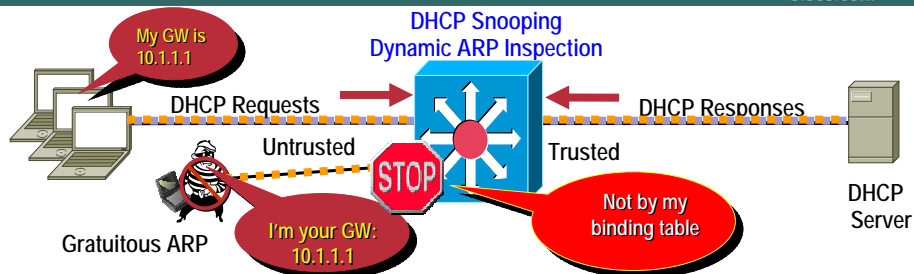 DHCP Snooping
Dynamic ARP Inspection
My GW is
10.1.1.1
DHCP Requests
DHCP Responses
Untrusted
Trusted
STOP
Not by my
binding table
DHCP
Server
Gratuitous ARP
I'm your GW:
10.1.1.1